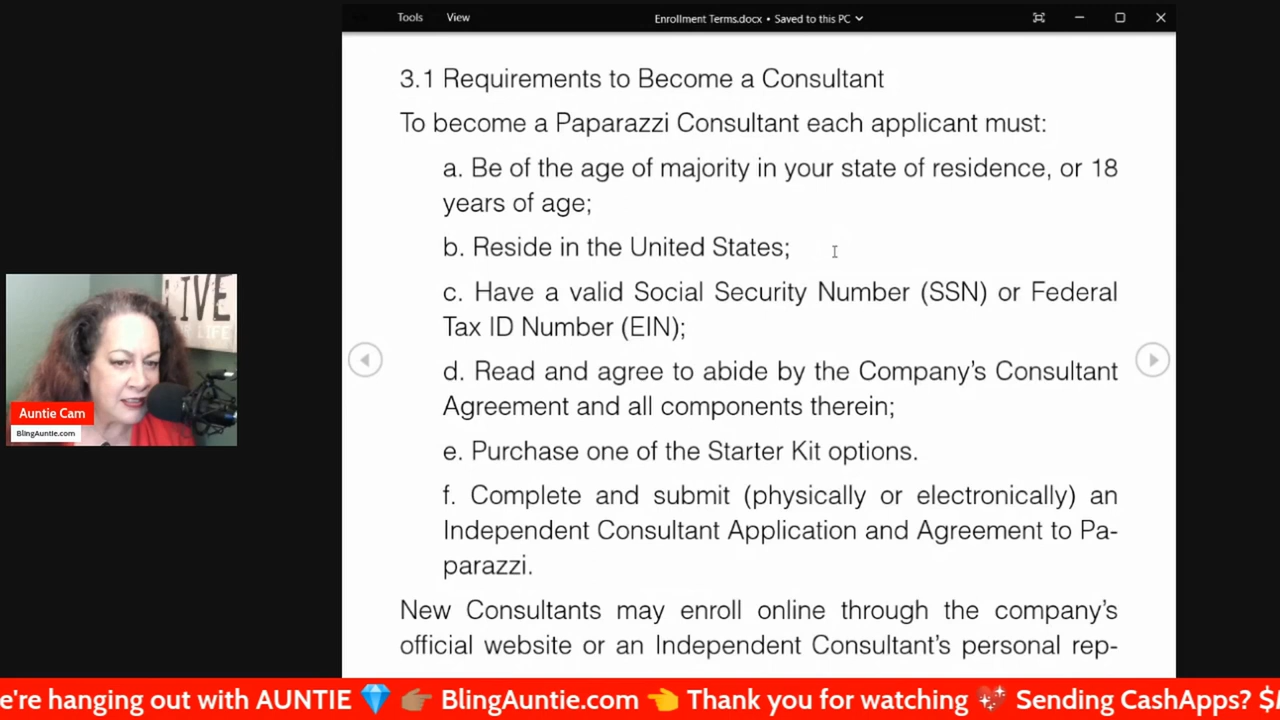 Tools View Enrollment Terms.docx • Saved to this PC
3.1 Requirements to Become a Consultant
To become a Paparazzi Consultant each applicant must:
a. Be of the age of majority in your state of residence, or 18
years of age;
b. Reside in the United States;
c. Have a valid Social Security Number (SSN) or Federal
Tax ID Number (EIN);
d. Read and agree to abide by the Company's Consultant
Agreement and all components therein;
e. Purchase one of the Starter Kit options.
f. Complete and submit (physically or electronically) an
Independent Consultant Application and Agreement to Pa-
parazzi.
New Consultants may enroll online through the company's
official website or an Independent Consultant's personal rep-
LIVE
LIFE
Auntie Cam
BlingAuntie.com
e're hanging out with AUNTIE 💎 👉🏽 BlingAuntie.com 👈 Thank you for watching 💖 Sending CashApps? $